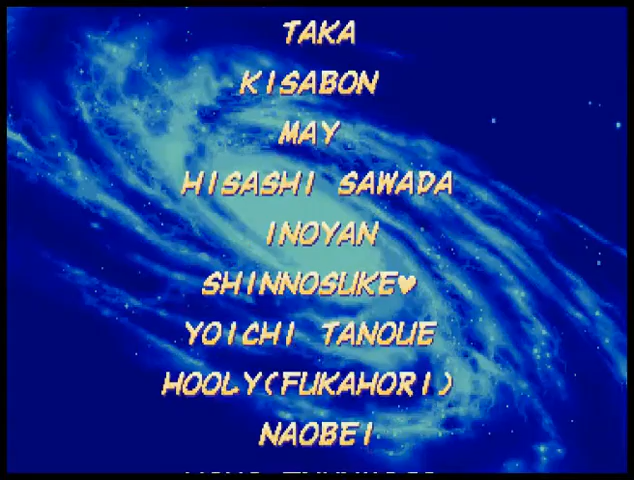 TAKA
KISABON
MAY
HISASHI SAWADA
INOYAN
SHINNOSUKE♥
YOICHI TANOUE
HOOLY(FUKAHORI)
NAOBEI